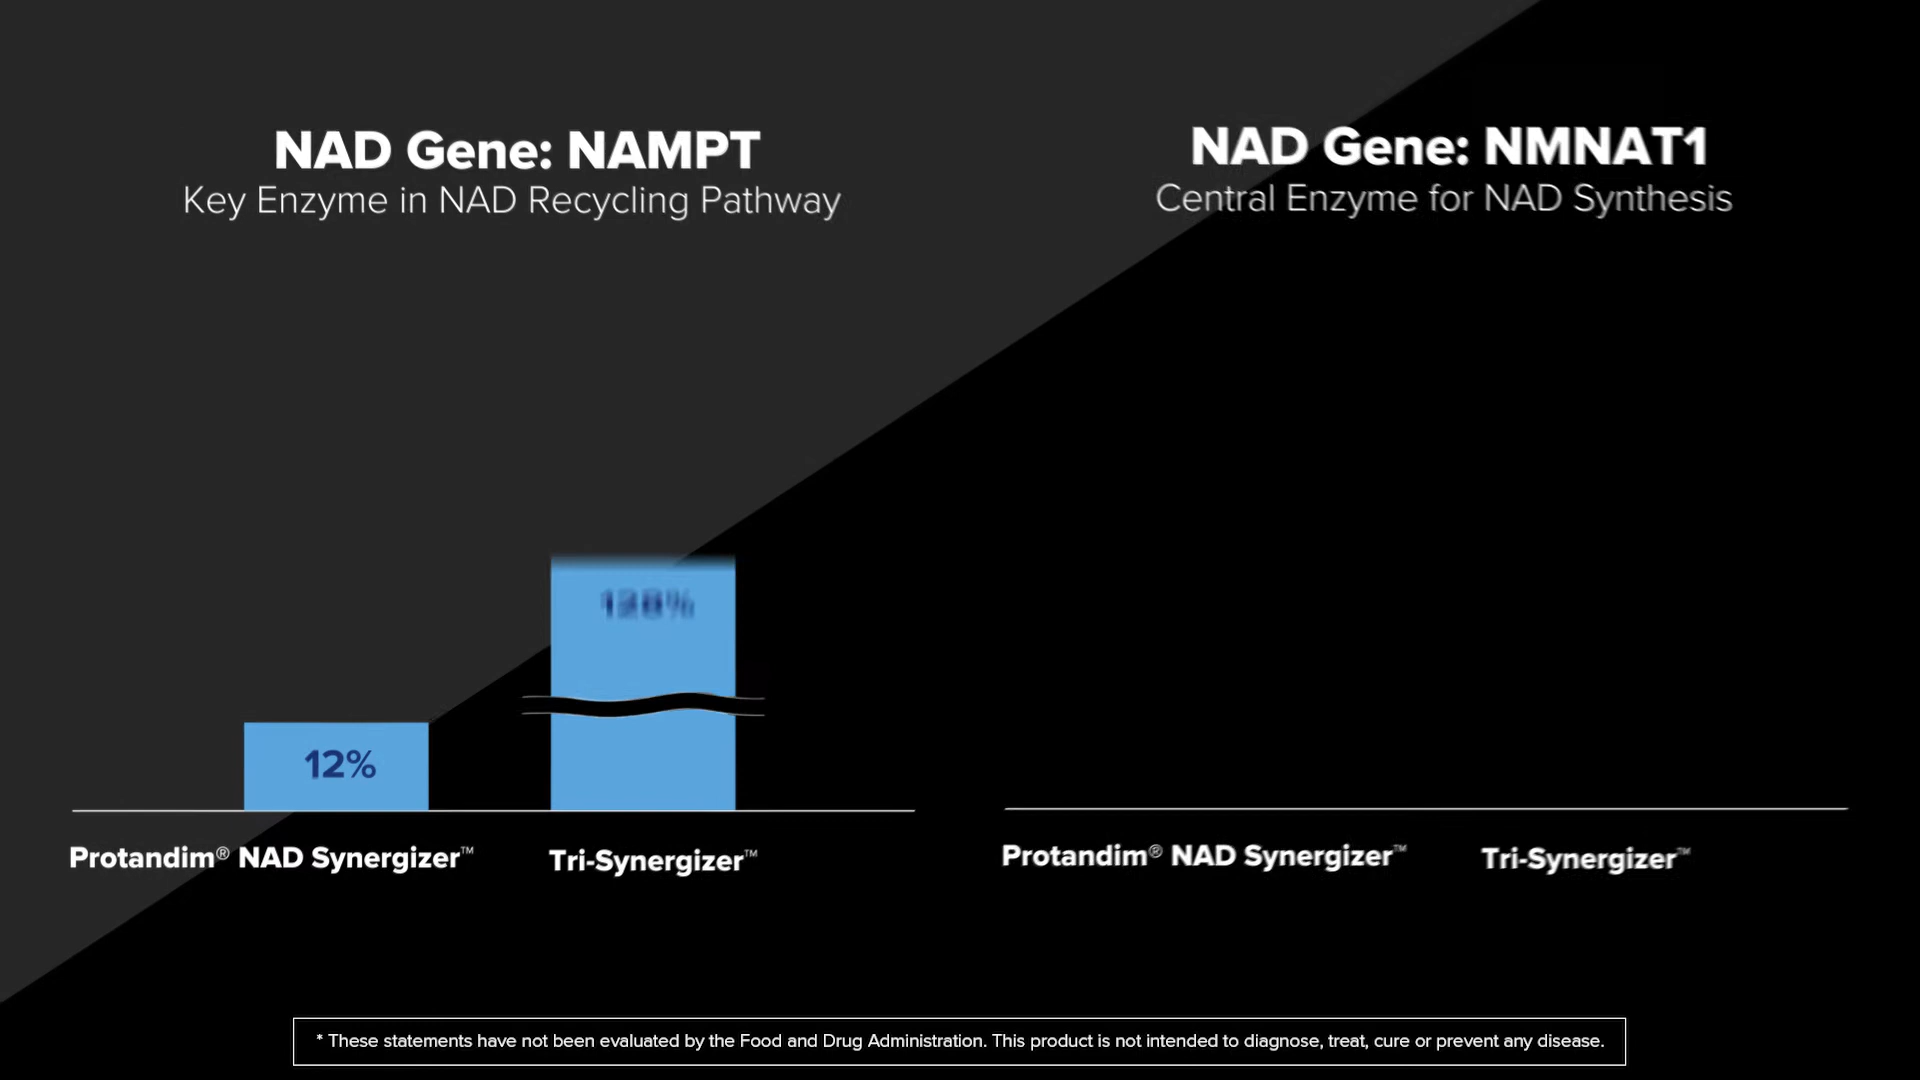 NAD Gene: NAMPT
Key Enzyme in NAD Recycling Pathway
12%
Protandim® NAD Synergizer™
Tri-Synergizer™
NAD Gene: NMNAT1
Central Enzyme for NAD Synthesis
Protandim® NAD Synergizer™
Tri-Synergizer™
* These statements have not been evaluated by the Food and Drug Administration. This product is not intended to diagnose, treat, cure or prevent any disease.